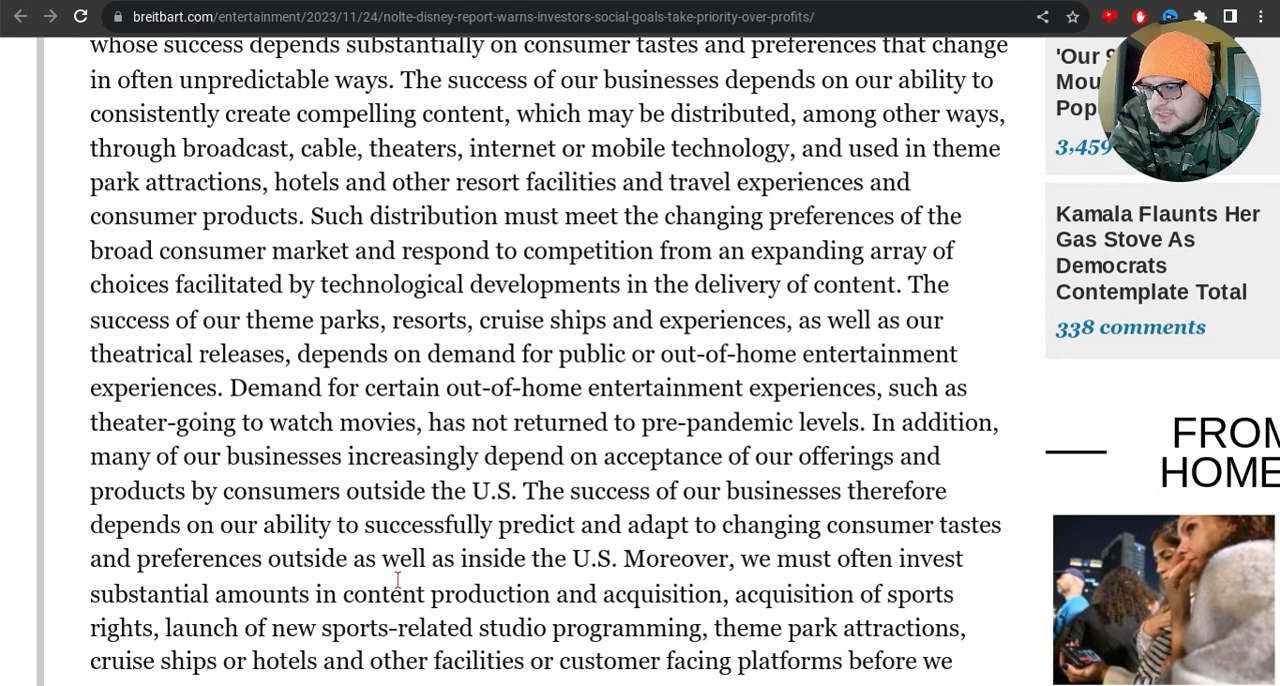 breitbart.com/entertainment/2023/11/24/nolte-disney-report-warns-investors-social-goals-take-priority-over-profits/
whose success depends substantially on consumer tastes and preferences that change
in often unpredictable ways. The success of our businesses depends on our ability to
consistently create compelling content, which may be distributed, among other ways,
through broadcast, cable, theaters, internet or mobile technology, and used in theme
park attractions, hotels and other resort facilities and travel experiences and
consumer products. Such distribution must meet the changing preferences of the
broad consumer market and respond to competition from an expanding array of
choices facilitated by technological developments in the delivery of content. The
success of our theme parks, resorts, cruise ships and experiences, as well as our
theatrical releases, depends on demand for public or out-of-home entertainment
experiences. Demand for certain out-of-home entertainment experiences, such as
theater-going to watch movies, has not returned to pre-pandemic levels. In addition,
many of our businesses increasingly depend on acceptance of our offerings and
products by consumers outside the U.S. The success of our businesses therefore
depends on our ability to successfully predict and adapt to changing consumer tastes
and preferences outside as well as inside the U.S. Moreover, we must often invest
substantial amounts in content production and acquisition, acquisition of sports
rights, launch of new sports-related studio programming, theme park attractions,
cruise ships or hotels and other facilities or customer facing platforms before we
'Our
3,459
Kamala Flaunts Her
Gas Stove As
Democrats
Contemplate Total
338 comments
FROM
HOME